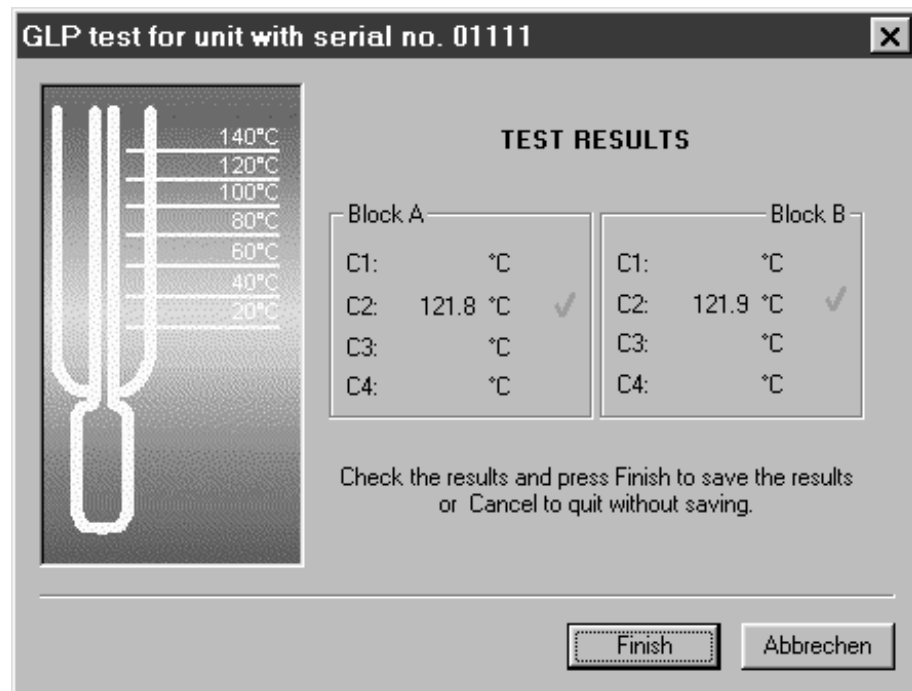 GLP test for unit with serial no. 01111
140°C
120°C
100°C
80°C
60°C
40°C
20°C
TEST RESULTS
Block A
C1: °C
C2: 121.8 °C ✓
C3: °C
C4: °C
Block B
C1: °C
C2: 121.9 °C ✓
C3: °C
C4: °C
Check the results and press Finish to save the results
or Cancel to quit without saving.
Finish
Abbrechen